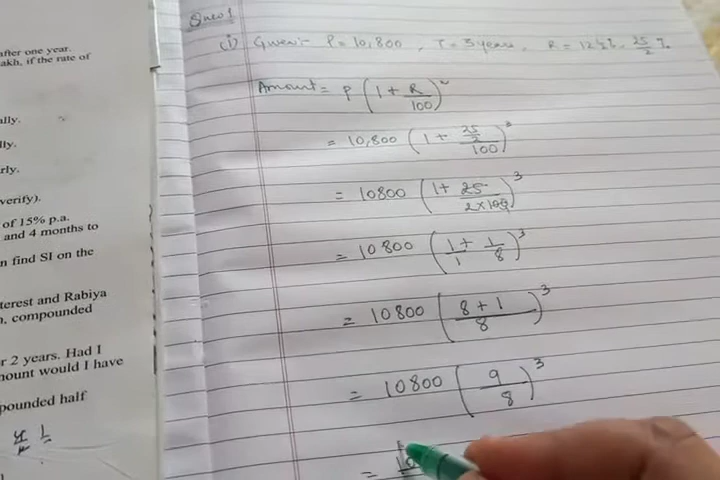 after one year.
akh, if the rate of
ally.
lly.
rly.
verify).
of 15% p.a.
and 4 months to
n find SI on the
terest and Rabiya
, compounded
r 2 years. Had I
mount would I have
pounded half
Ques 1
(i) Given:- P = 10,800 , T = 3 years , R = 12½%. 25/2 %
Amount = P (1 + R/100)^n
= 10,800 (1 + 25/2/100)^3
= 10800 (1 + 25/2×100)^3
= 10800 (1/1 + 1/8)^3
= 10800 (8+1/8)^3
= 10800 (9/8)^3
=